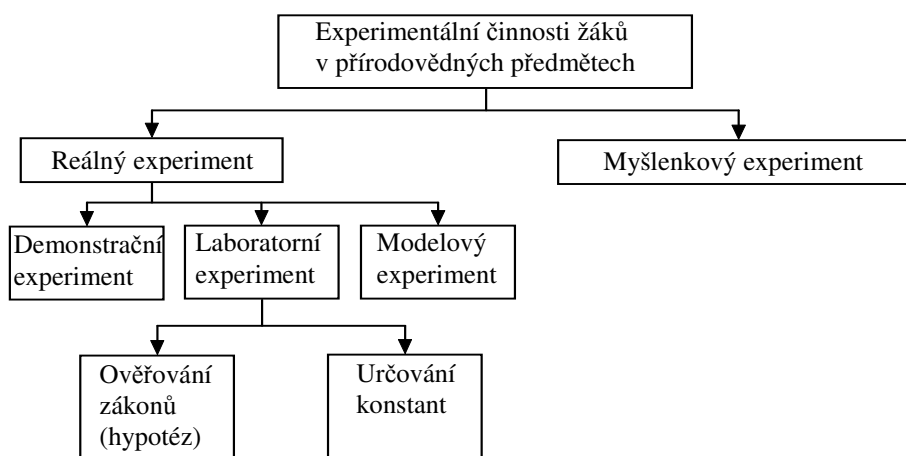 Experimentální činnosti žáků
v přírodovědných předmětech
Reálný experiment
Myšlenkový experiment
Demonstrační
experiment
Laboratorní
experiment
Modelový
experiment
Ověřování
zákonů
(hypotéz)
Určování
konstant